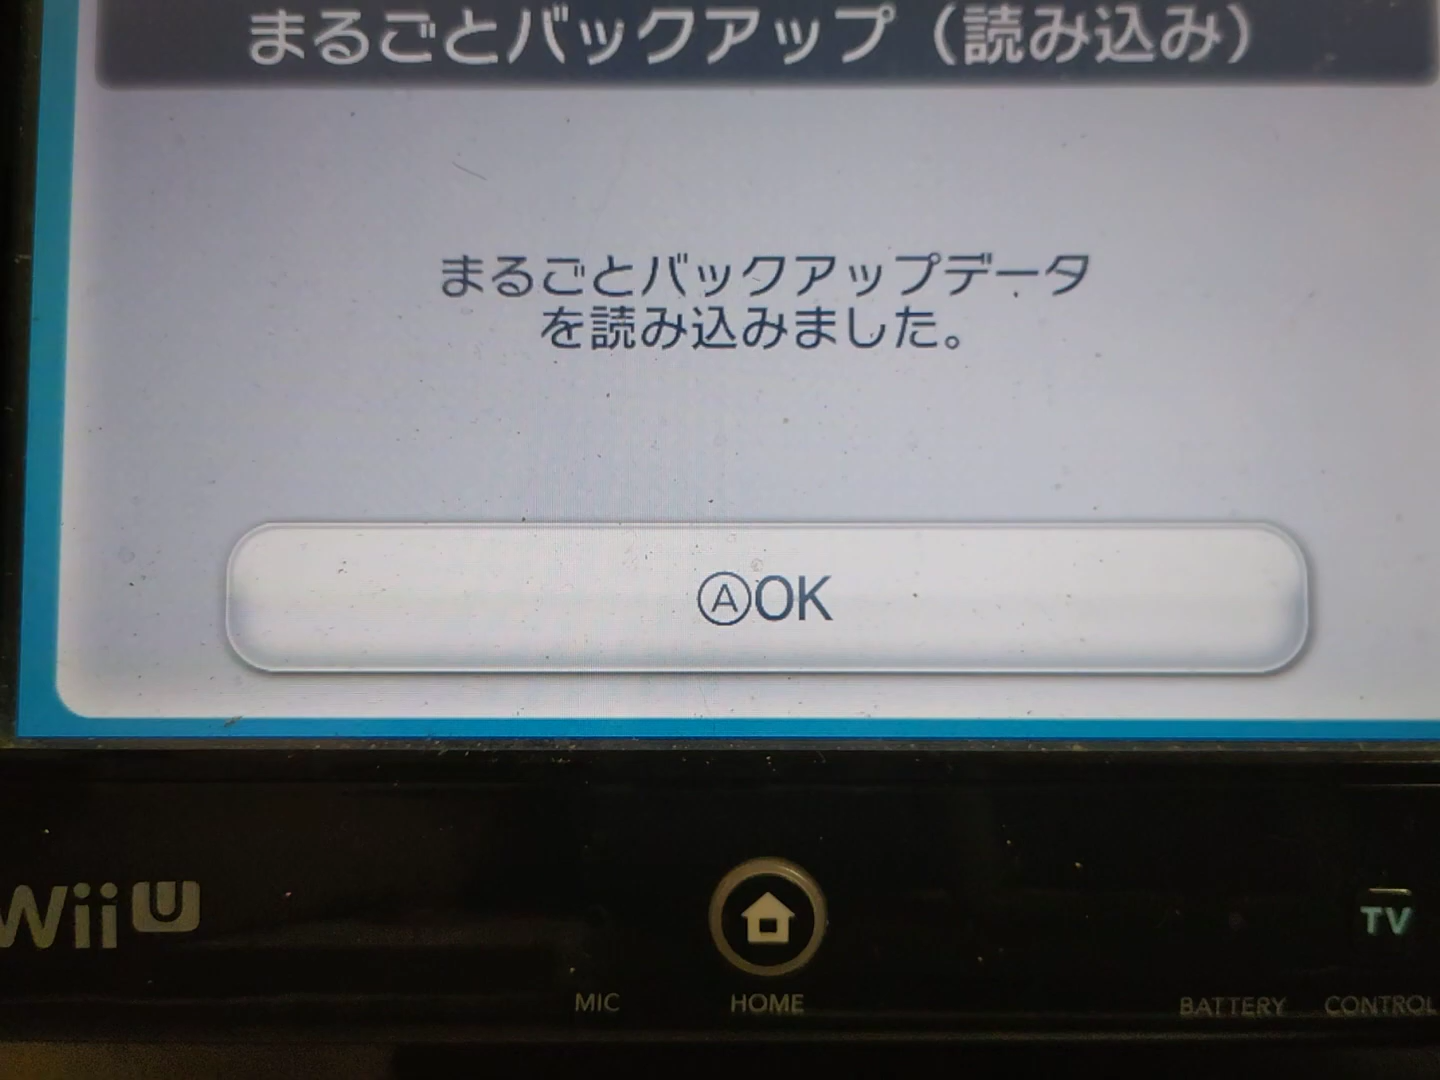 まるごとバックアップ（読み込み）
まるごとバックアップデータ
を読み込みました。
ⒶOK
Wii U
TV
MIC
HOME
BATTERY
CONTROL